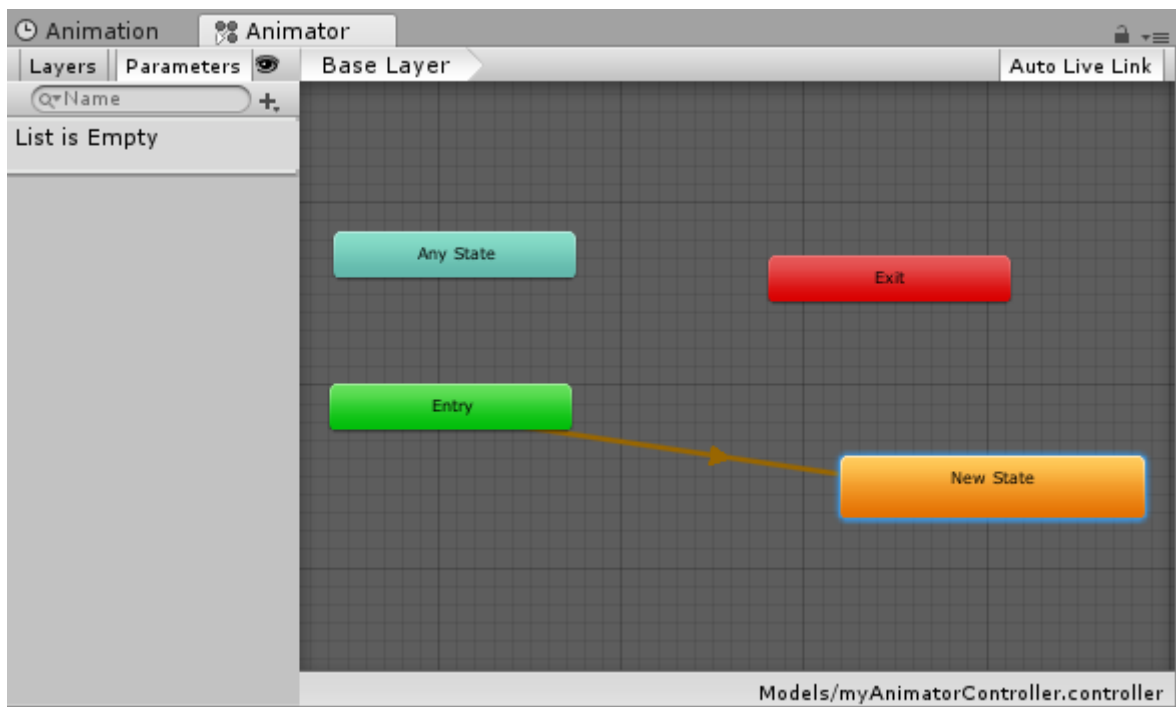 Animation Animator
Layers Parameters Base Layer Auto Live Link
Name
List is Empty
Any State
Exit
Entry
New State
Models/myAnimatorController.controller